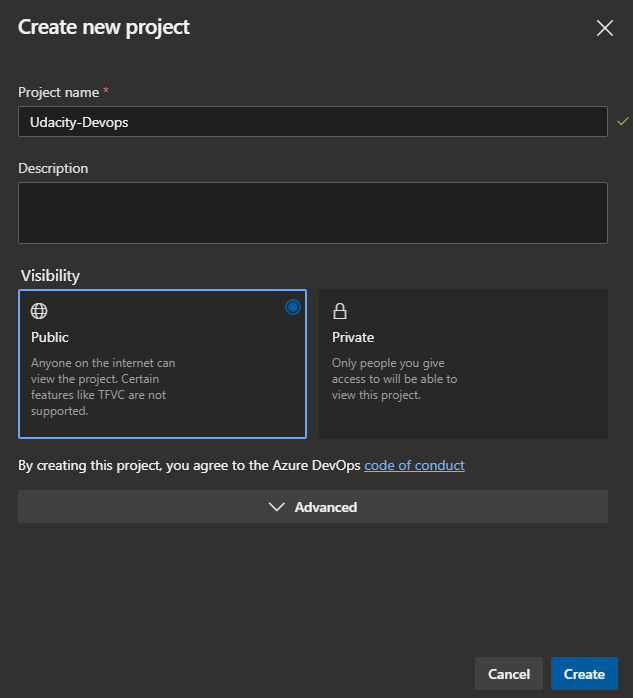 Create new project
Project name *
Udacity-Devops
Description
Visibility
Public
Anyone on the internet can
view the project. Certain
features like TFVC are not
supported.
Private
Only people you give
access to will be able to
view this project.
By creating this project, you agree to the Azure DevOps code of conduct
Advanced
Cancel
Create